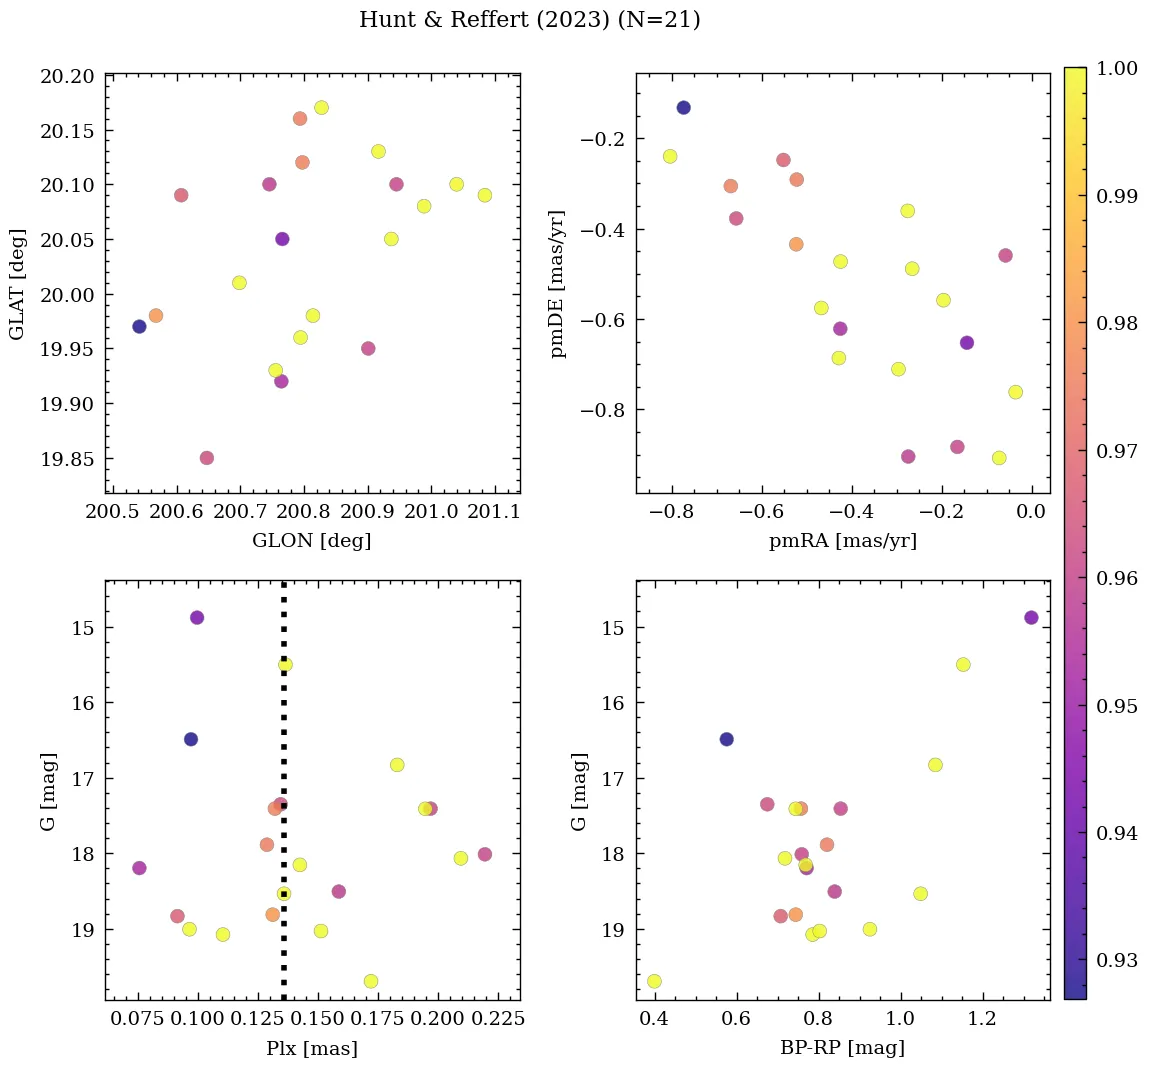 Hunt & Reffert (2023) (N=21)
20.20
20.15
20.10
20.05
20.00
19.95
19.90
19.85
GLAT [deg]
200.5 200.6 200.7 200.8 200.9 201.0 201.1
GLON [deg]
−0.2
−0.4
−0.6
−0.8
pmDE [mas/yr]
−0.8 −0.6 −0.4 −0.2 0.0
pmRA [mas/yr]
15
16
17
18
19
G [mag]
0.075 0.100 0.125 0.150 0.175 0.200 0.225
Plx [mas]
15
16
17
18
19
G [mag]
0.4 0.6 0.8 1.0 1.2
BP-RP [mag]
1.00
0.99
0.98
0.97
0.96
0.95
0.94
0.93